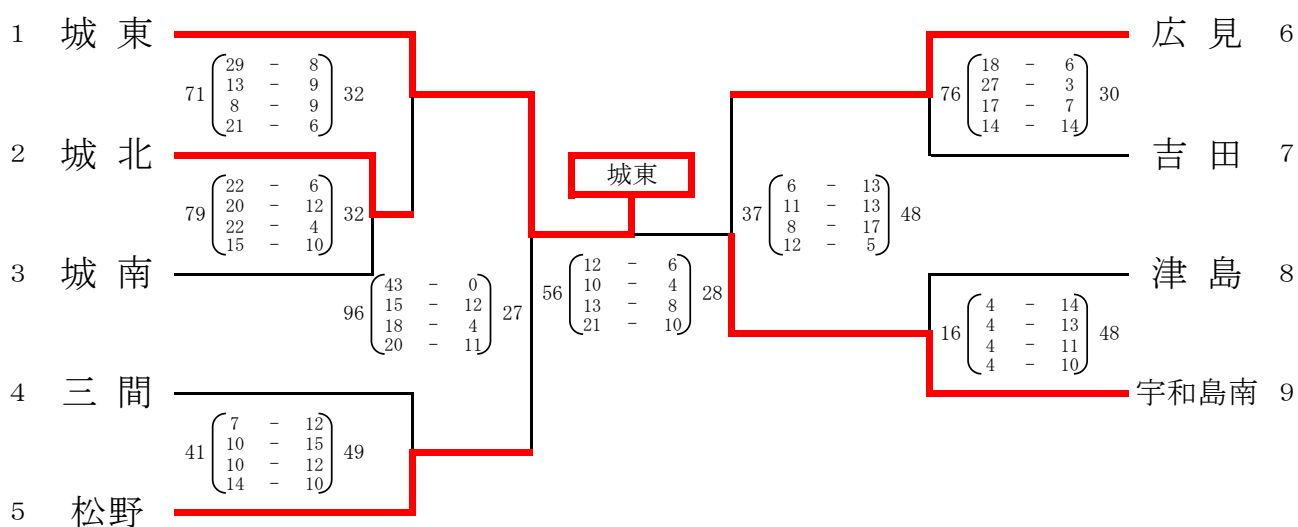 1 城東
71 29 - 8 32
13 - 9
8 - 9
21 - 6
2 城北
79 22 - 6 32
20 - 12
22 - 4
15 - 10
3 城南
96 43 - 0 27
15 - 12
18 - 4
20 - 11
4 三間
41 7 - 12 49
10 - 15
10 - 12
14 - 10
5 松野
城東
56 12 - 6 28
10 - 4
13 - 8
21 - 10
広見 6
76 18 - 6 30
27 - 3
17 - 7
14 - 14
吉田 7
37 6 - 13 48
11 - 13
8 - 17
12 - 5
津島 8
16 4 - 14 48
4 - 13
4 - 11
4 - 10
宇和島南 9